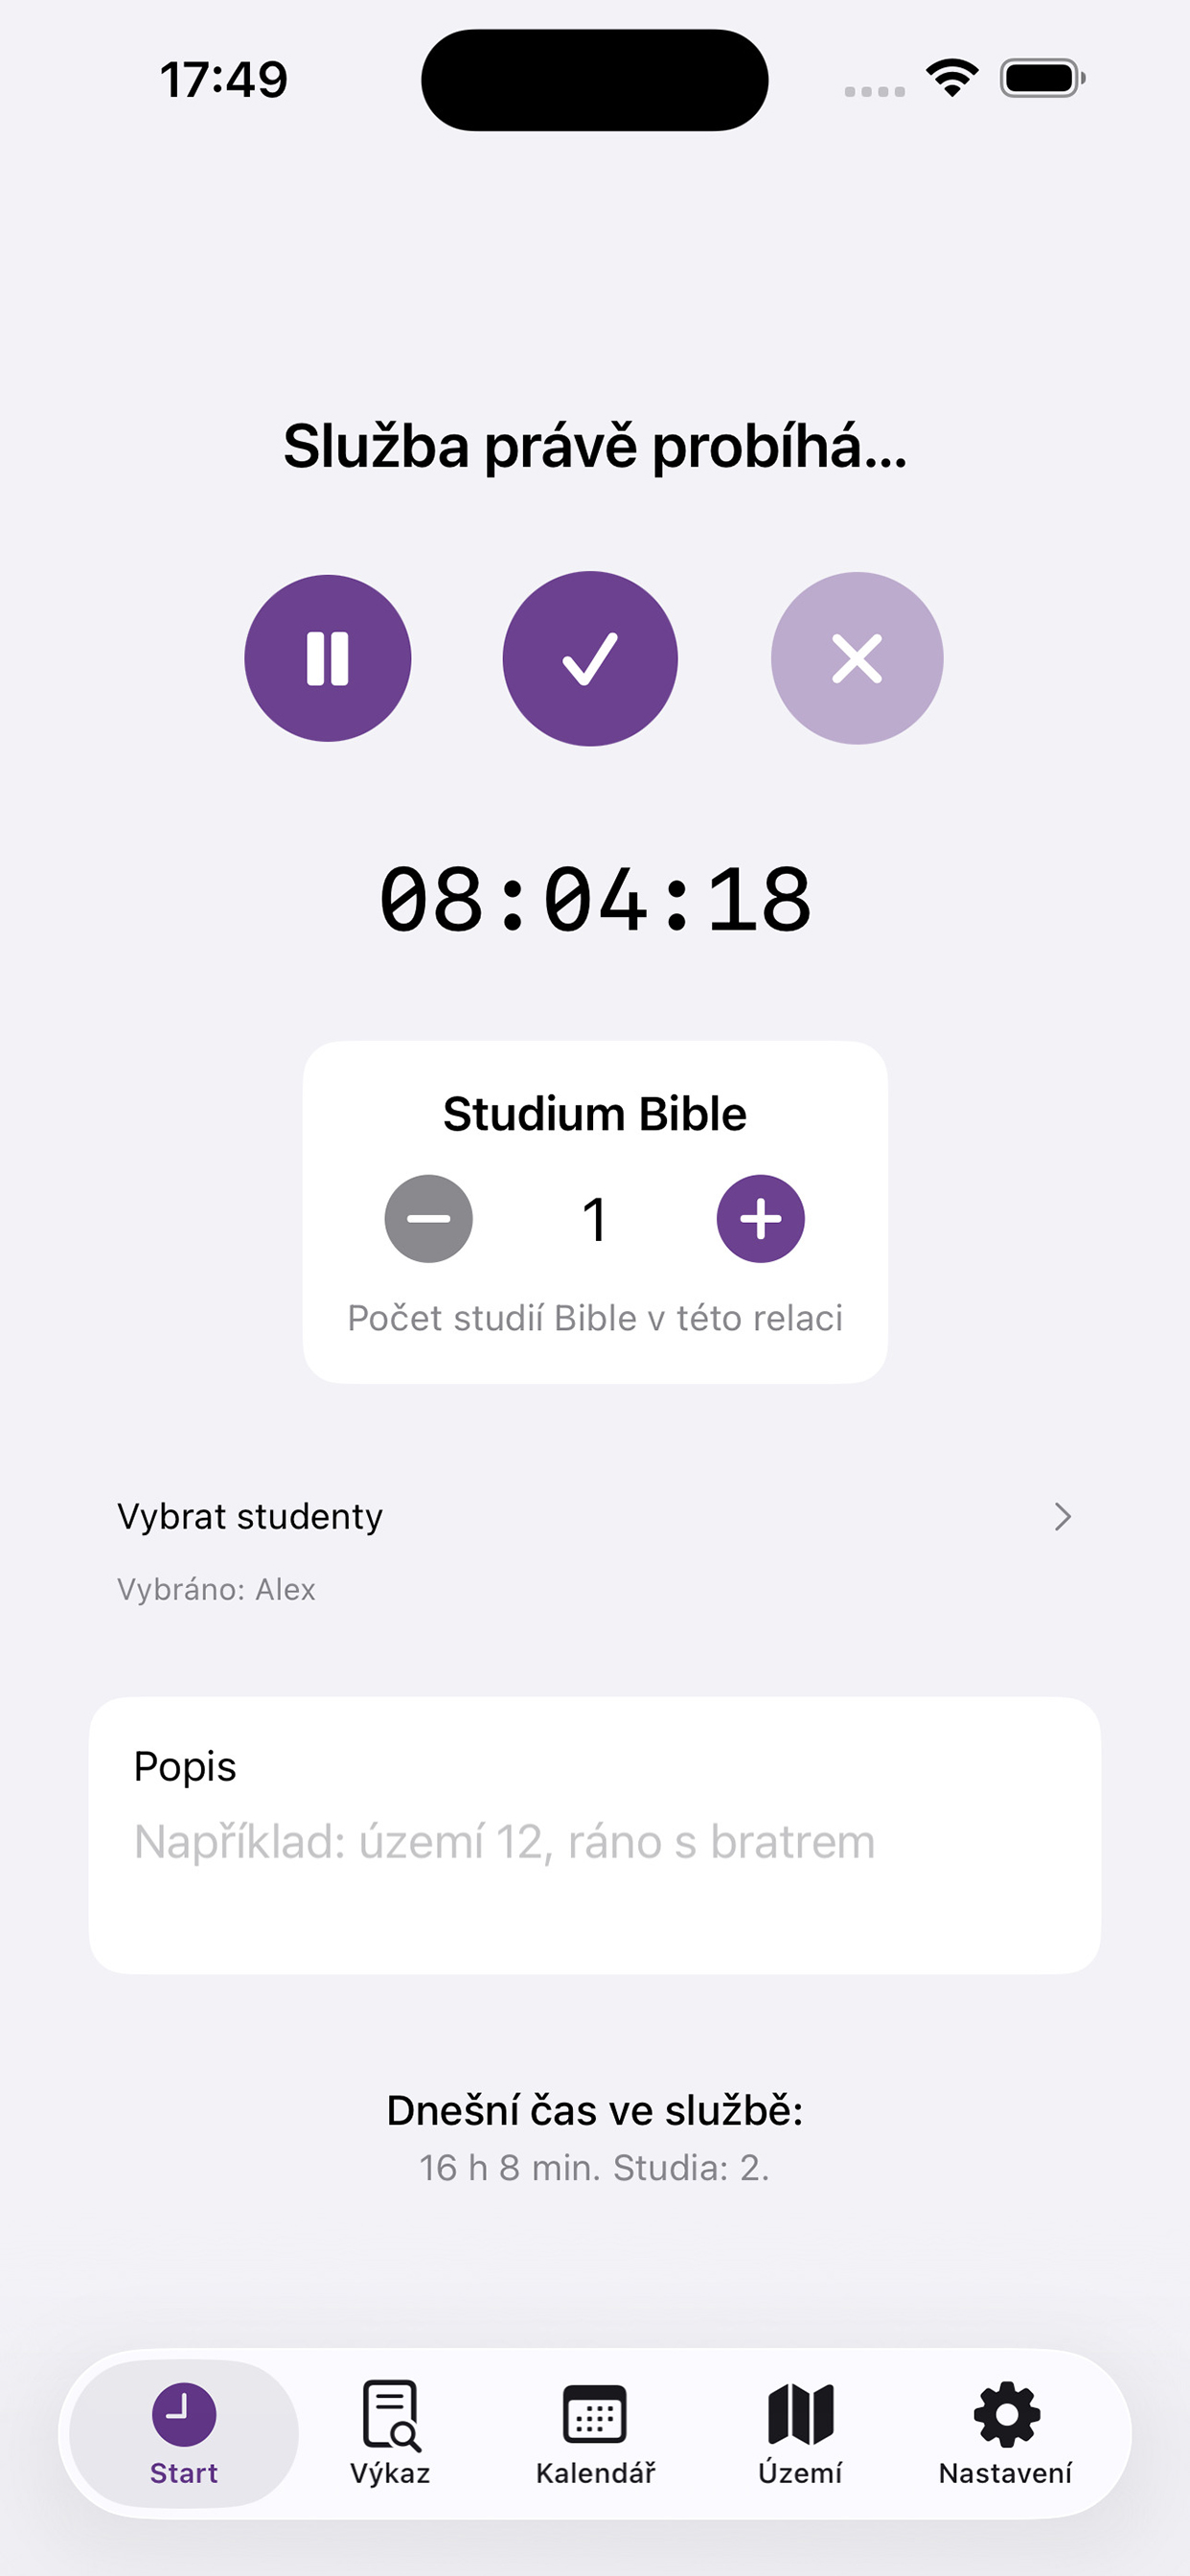 17:49
Služba právě probíhá...
08:04:18
Studium Bible
1
Počet studií Bible v této relaci
Vybrat studenty
Vybráno: Alex
Popis
Například: území 12, ráno s bratrem
Dnešní čas ve službě:
16 h 8 min. Studia: 2.
Start
Výkaz
Kalendář
Území
Nastavení